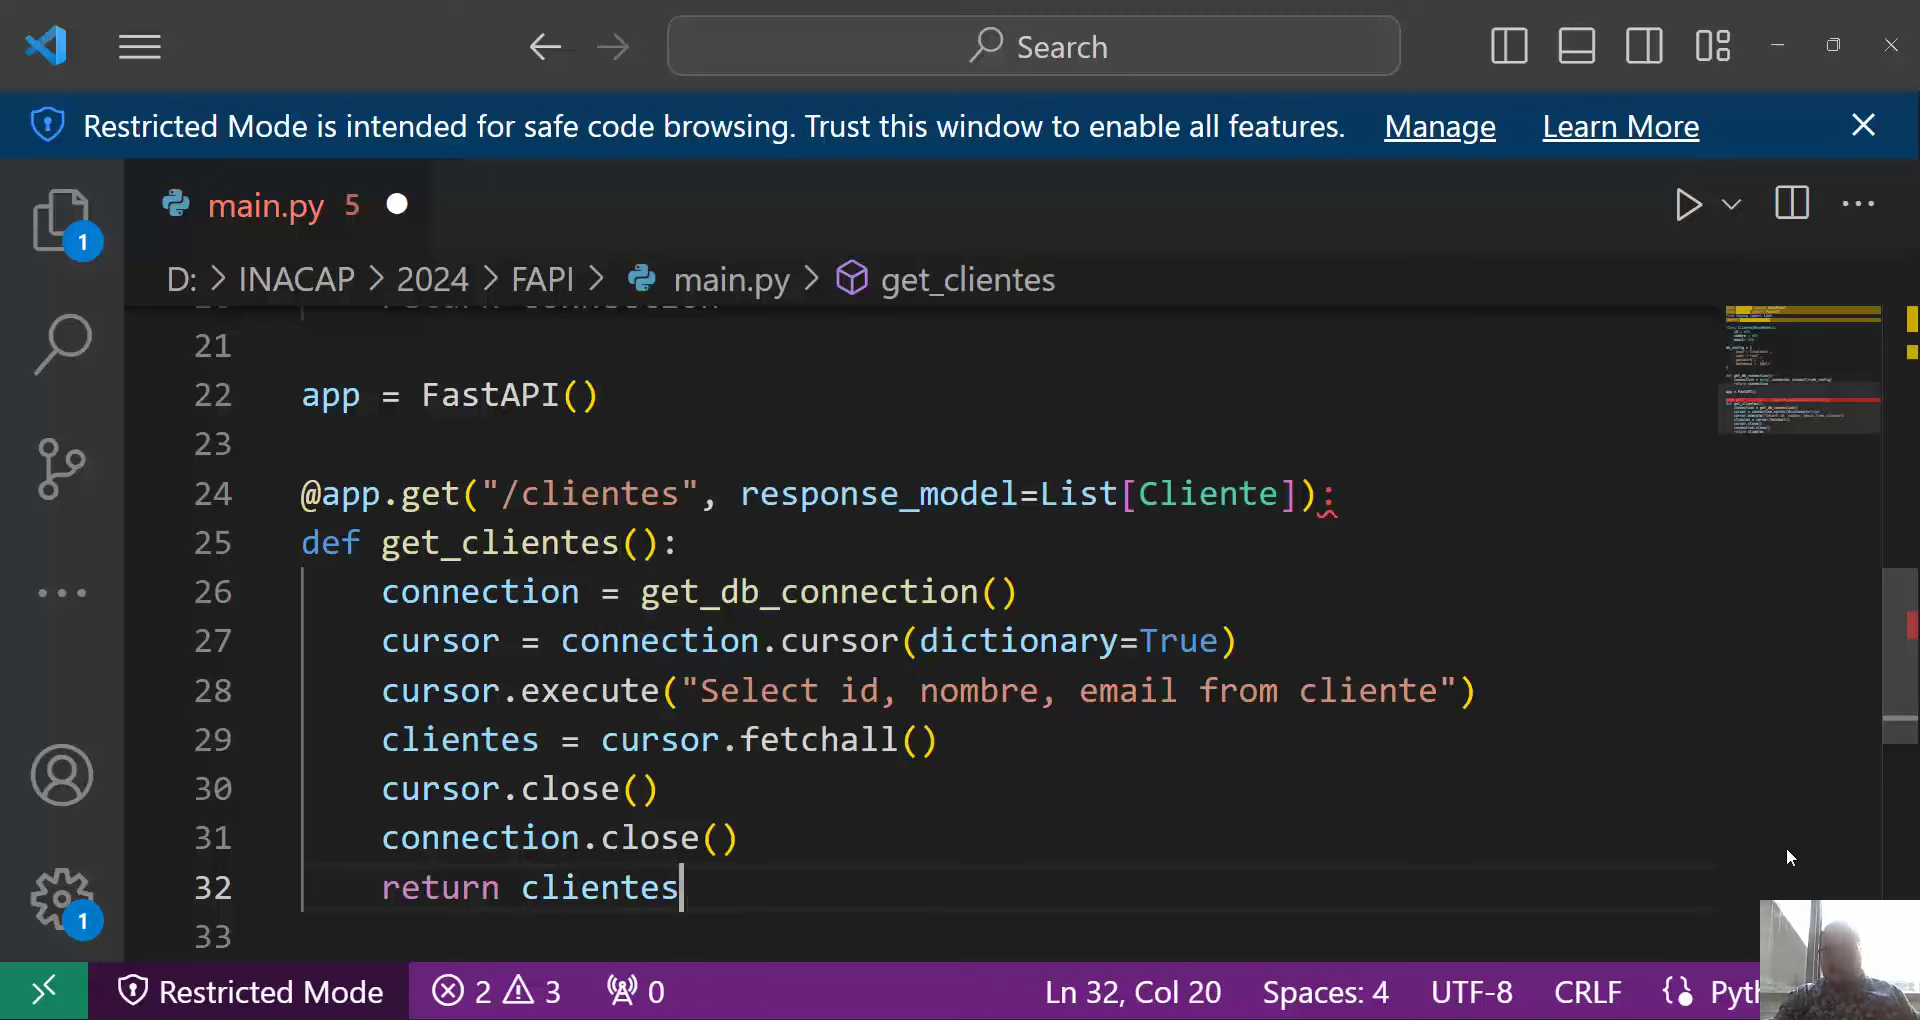 Search
Restricted Mode is intended for safe code browsing. Trust this window to enable all features. Manage Learn More
1
main.py 5
D: > INACAP > 2024 > FAPI > main.py > get_clientes
21
22 app = FastAPI()
23
24 @app.get("/clientes", response_model=List[Cliente]):
25 def get_clientes():
26 connection = get_db_connection()
27 cursor = connection.cursor(dictionary=True)
28 cursor.execute("Select id, nombre, email from cliente")
29 clientes = cursor.fetchall()
30 cursor.close()
31 connection.close()
32 return clientes
33
1
Restricted Mode 2 3 0 Ln 32, Col 20 Spaces: 4 UTF-8 CRLF